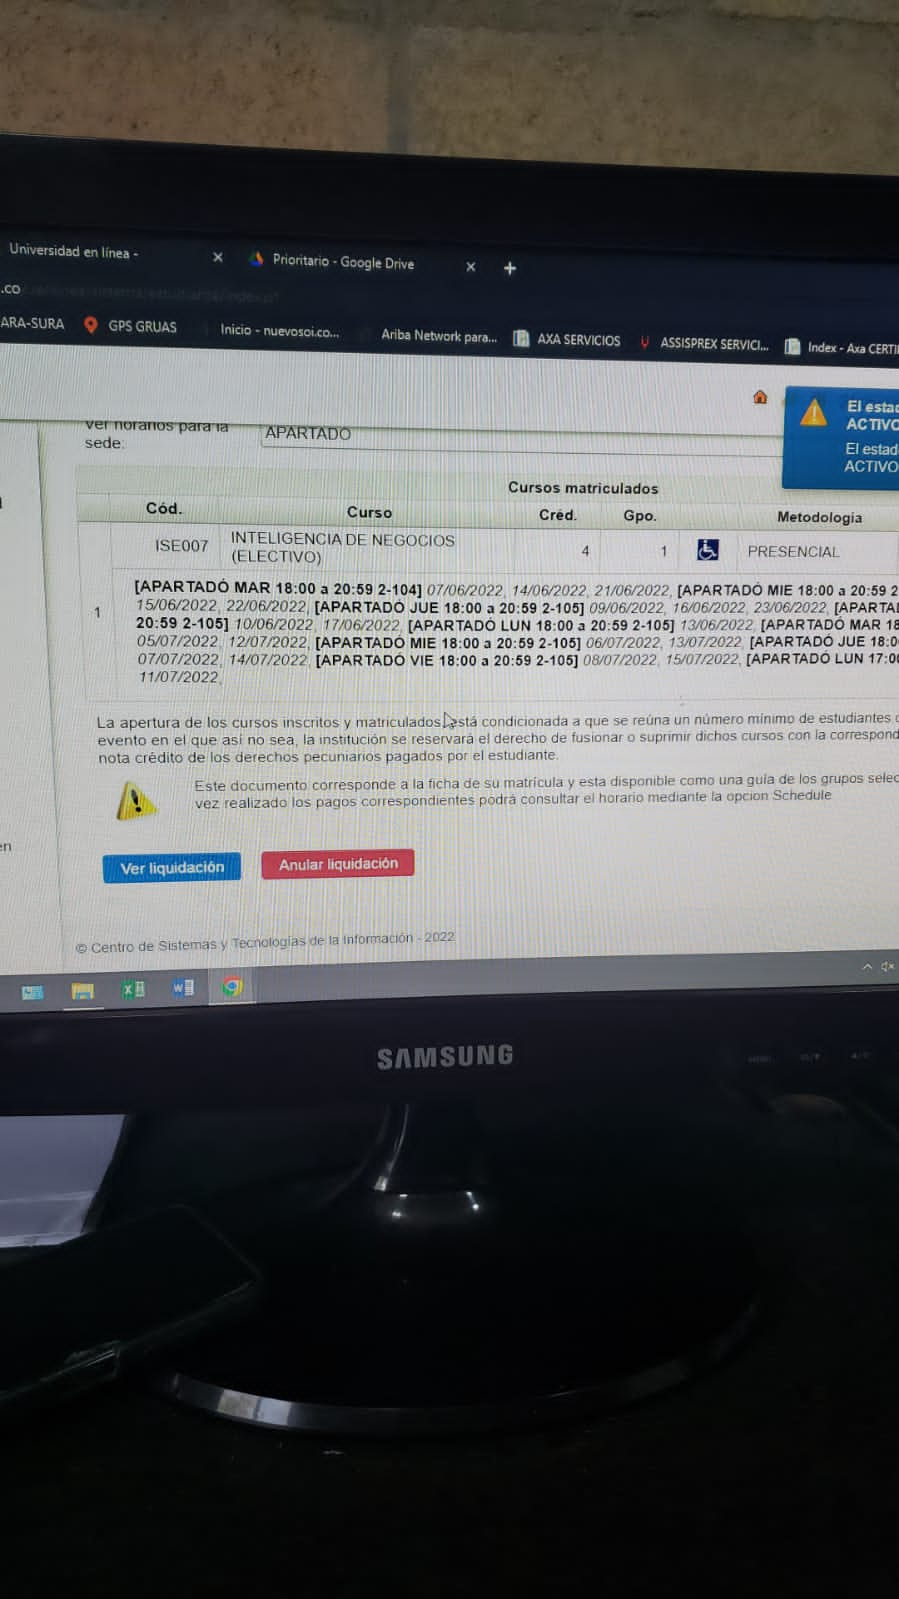 Universidad en línea -
Prioritario - Google Drive
.co
ARA-SURA GPS GRUAS Inicio - nuevosoi.co... Ariba Network para... AXA SERVICIOS ASSISPREX SERVICI... Index - Axa CERTI
El estad
ACTIVO
El estad
ACTIVO
Ver horarios para la
sede:
APARTADO
Cursos matriculados
Cód. Curso Créd. Gpo. Metodología
ISE007 INTELIGENCIA DE NEGOCIOS
(ELECTIVO) 4 1 PRESENCIAL
1
[APARTADÓ MAR 18:00 a 20:59 2-104] 07/06/2022, 14/06/2022, 21/06/2022, [APARTADÓ MIE 18:00 a 20:59 2
15/06/2022, 22/06/2022, [APARTADÓ JUE 18:00 a 20:59 2-105] 09/06/2022, 16/06/2022, 23/06/2022, [APARTA
20:59 2-105] 10/06/2022, 17/06/2022, [APARTADÓ LUN 18:00 a 20:59 2-105] 13/06/2022, [APARTADÓ MAR 18
05/07/2022, 12/07/2022, [APARTADÓ MIE 18:00 a 20:59 2-105] 06/07/2022, 13/07/2022, [APARTADÓ JUE 18:0
07/07/2022, 14/07/2022, [APARTADÓ VIE 18:00 a 20:59 2-105] 08/07/2022, 15/07/2022, [APARTADÓ LUN 17:0
11/07/2022,
La apertura de los cursos inscritos y matriculados, está condicionada a que se reúna un número mínimo de estudiantes
evento en el que así no sea, la institución se reservará el derecho de fusionar o suprimir dichos cursos con la correspond
nota crédito de los derechos pecuniarios pagados por el estudiante.
Este documento corresponde a la ficha de su matrícula y esta disponible como una guía de los grupos selec
vez realizado los pagos correspondientes podrá consultar el horario mediante la opcion Schedule
en
Ver liquidación Anular liquidación
© Centro de Sistemas y Tecnologías de la Información - 2022
SAMSUNG